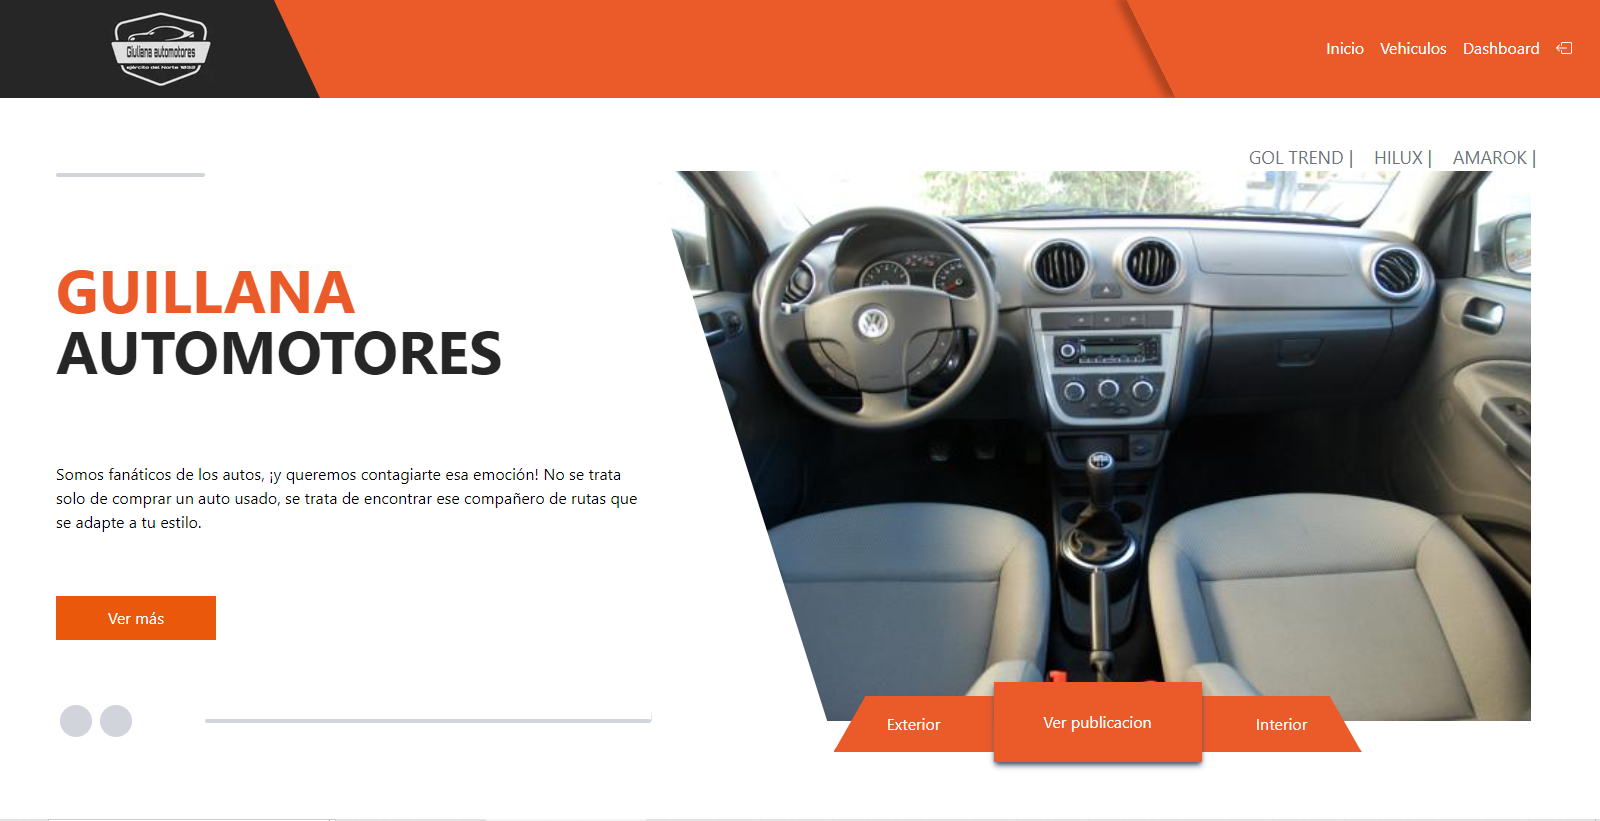 Giuliana automotores
ejército del Norte 1032
Inicio Vehiculos Dashboard
GOL TREND | HILUX | AMAROK |
GUILLANA
AUTOMOTORES
Somos fanáticos de los autos, ¡y queremos contagiarte esa emoción! No se trata
solo de comprar un auto usado, se trata de encontrar ese compañero de rutas que
se adapte a tu estilo.
Ver más
Exterior
Ver publicacion
Interior